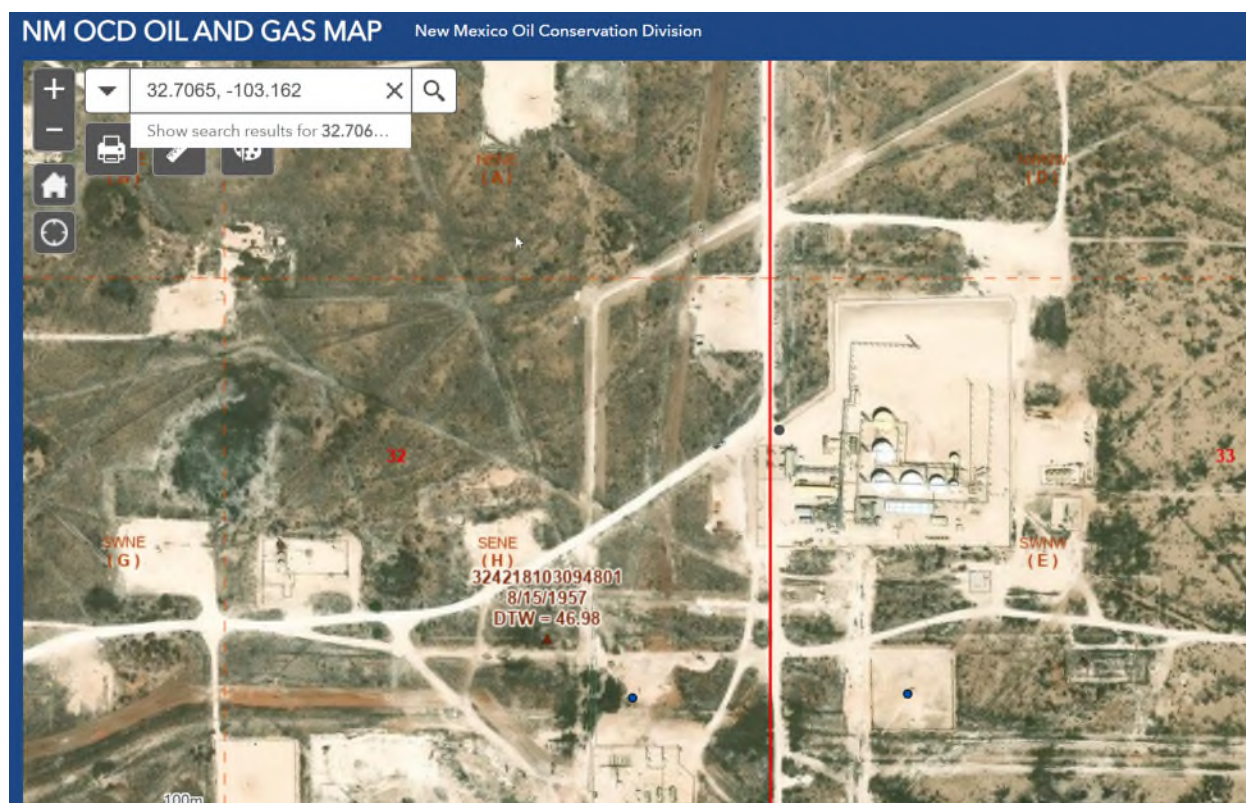 NM OCD OIL AND GAS MAP New Mexico Oil Conservation Division
32.7065, -103.162
Show search results for 32.706...
(A)
(D)
32
33
SWNE
(G)
SENE
(H)
SWNW
(E)
324218103094801
8/15/1957
DTW = 46.98
100m